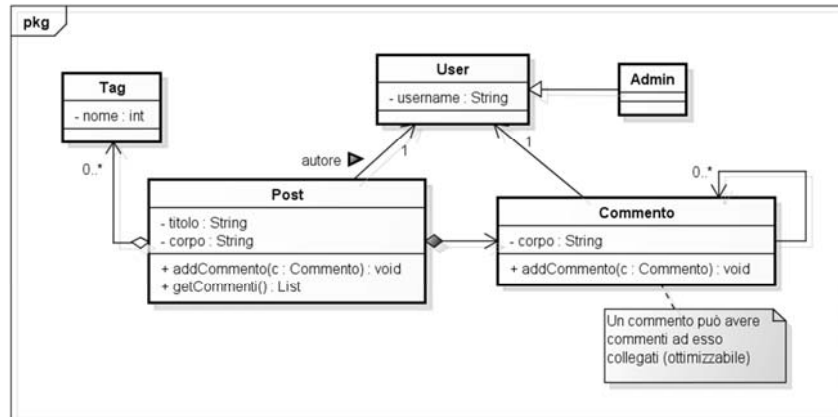 pkg
Tag
- nome : int
User
- username : String
Admin
0..*
autore
1
1
0..*
Post
- titolo : String
- corpo : String
+ addCommento(c : Commento) : void
+ getCommenti() : List
Commento
- corpo : String
+ addCommento(c : Commento) : void
Un commento può avere
commenti ad esso
collegati (ottimizzabile)